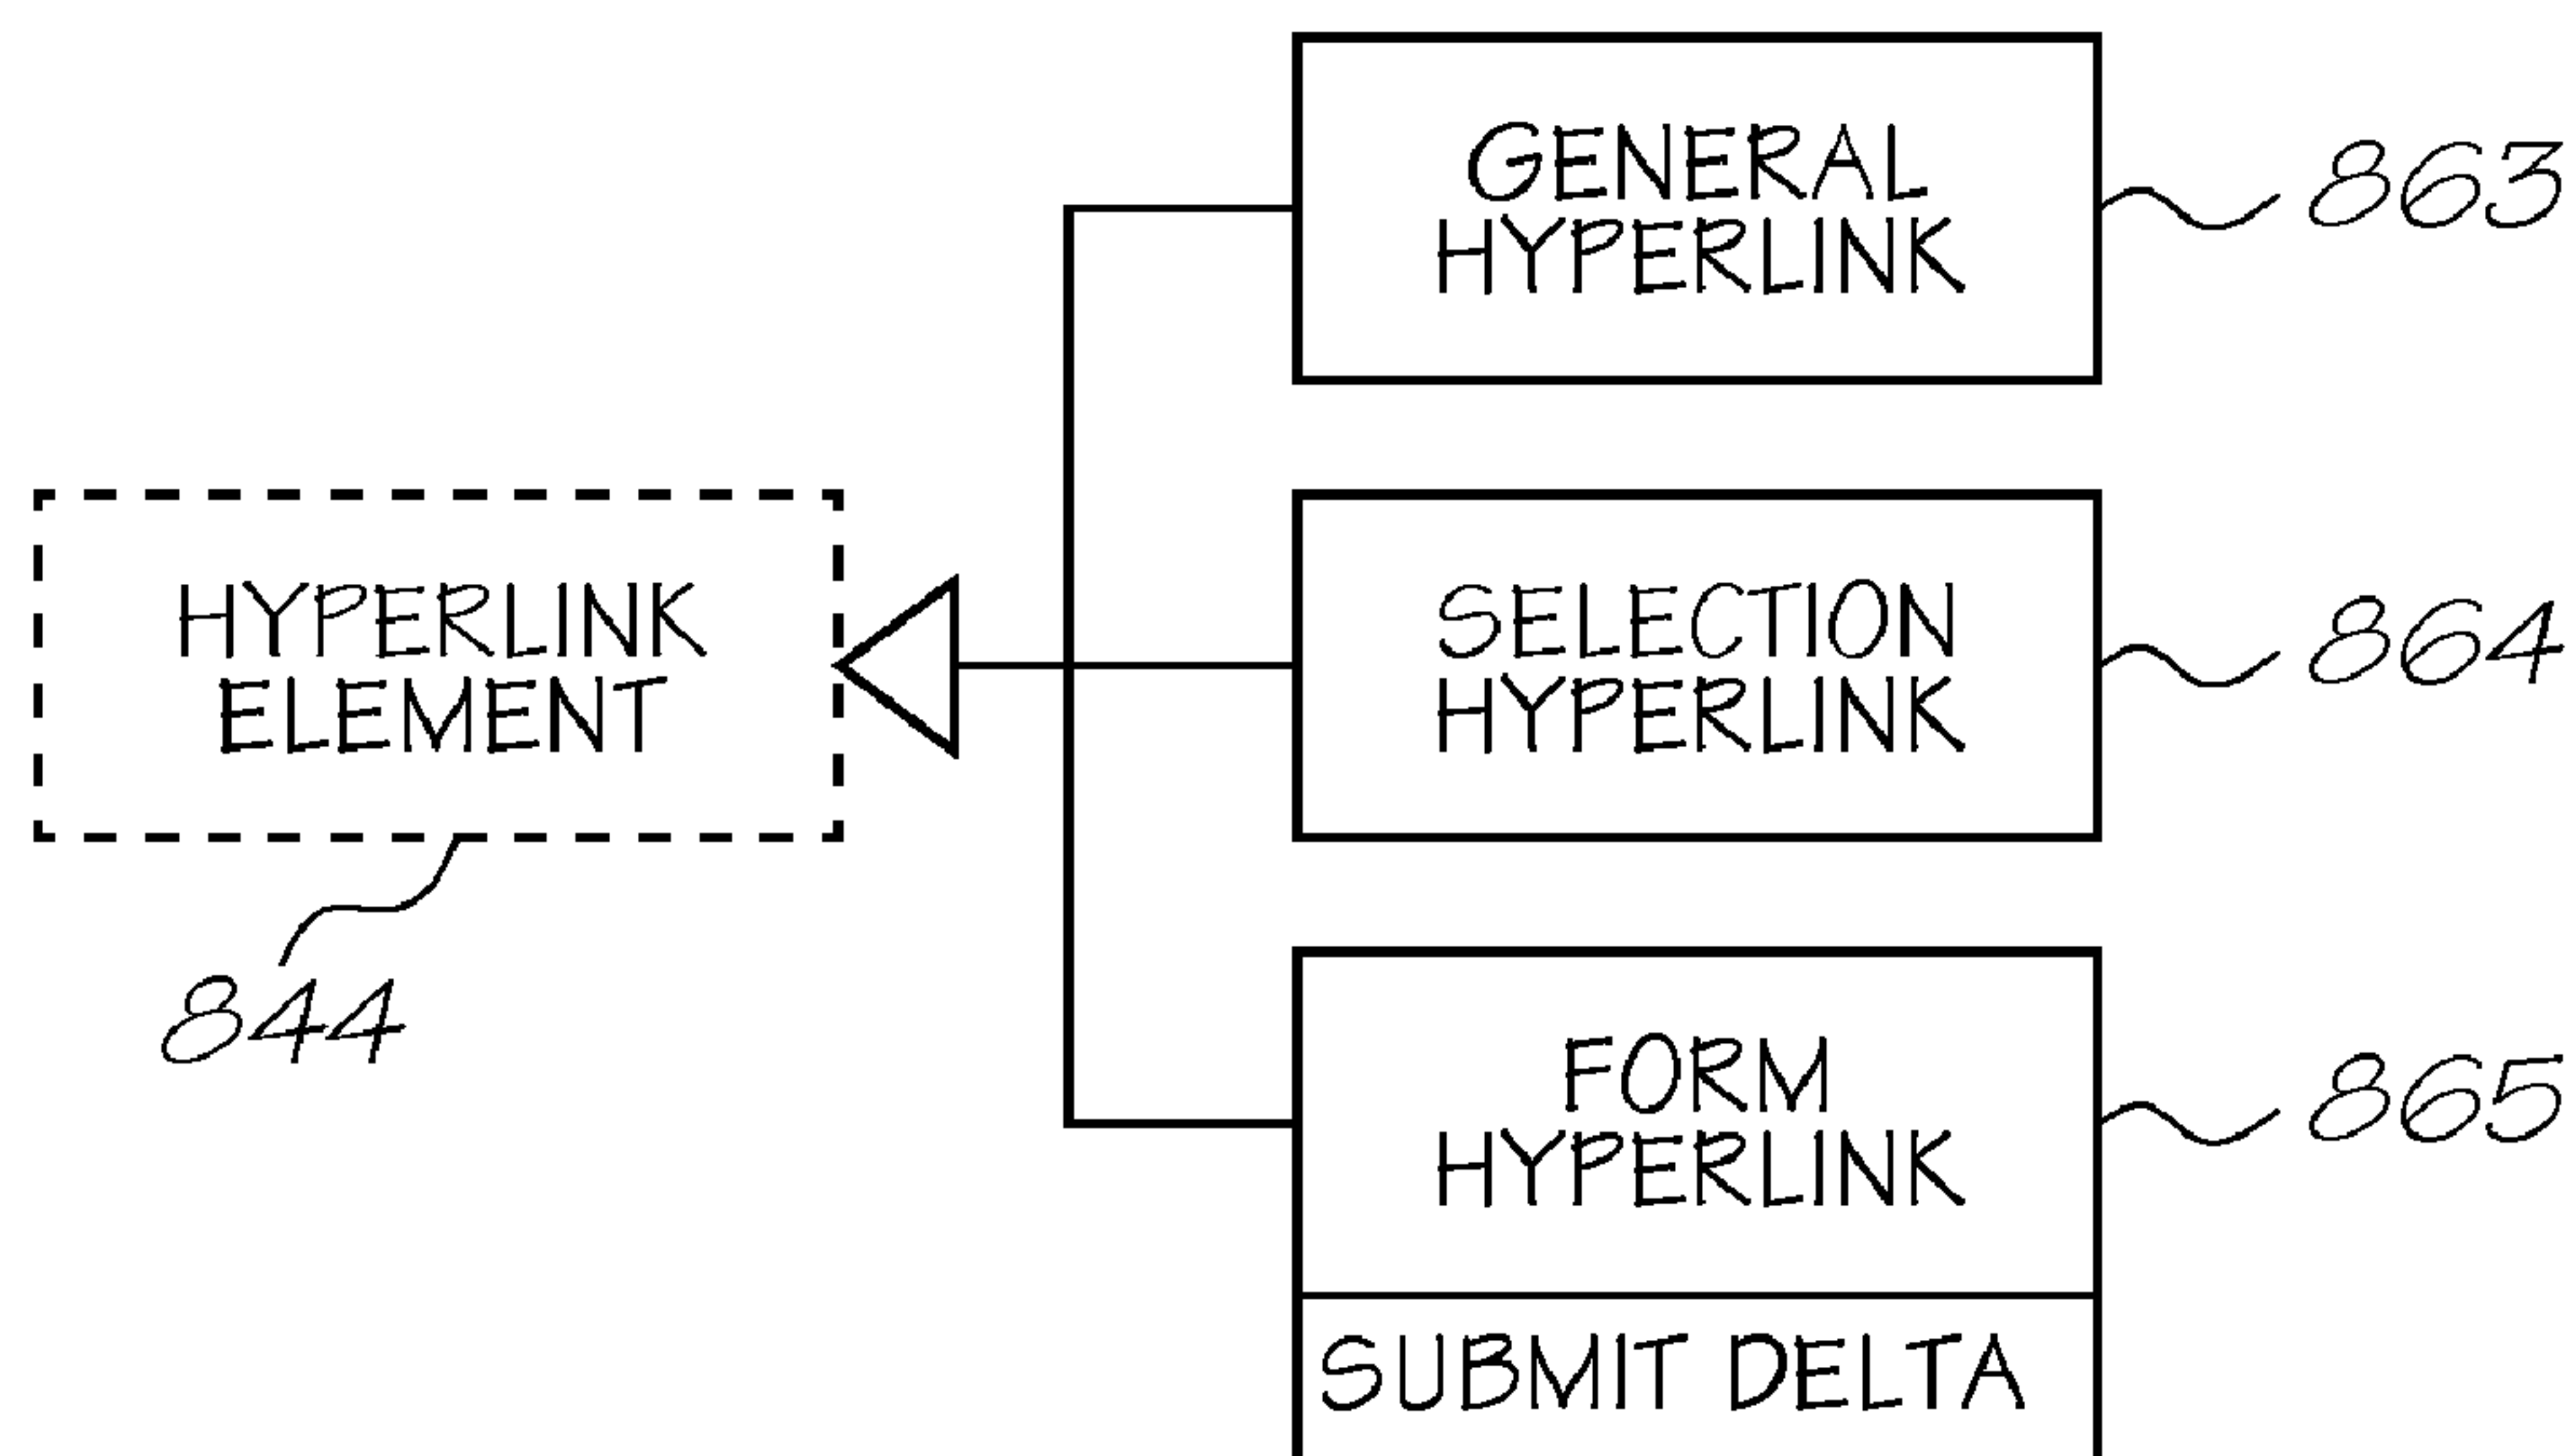 GENERAL
HYPERLINK
863
HYPERLINK
ELEMENT
844
SELECTION
HYPERLINK
864
FORM
HYPERLINK
865
SUBMIT DELTA